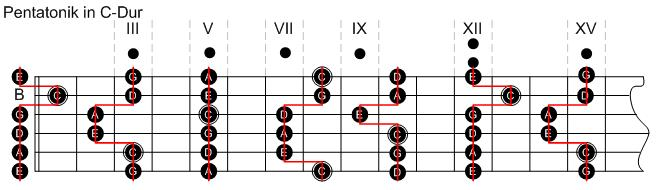 Pentatonik in C-Dur
III V VII IX XII XV
E G A C D E G
B C D E G A C D
G A C D E G A
D E G A C D E
A C D E G A C
E G A C D E G